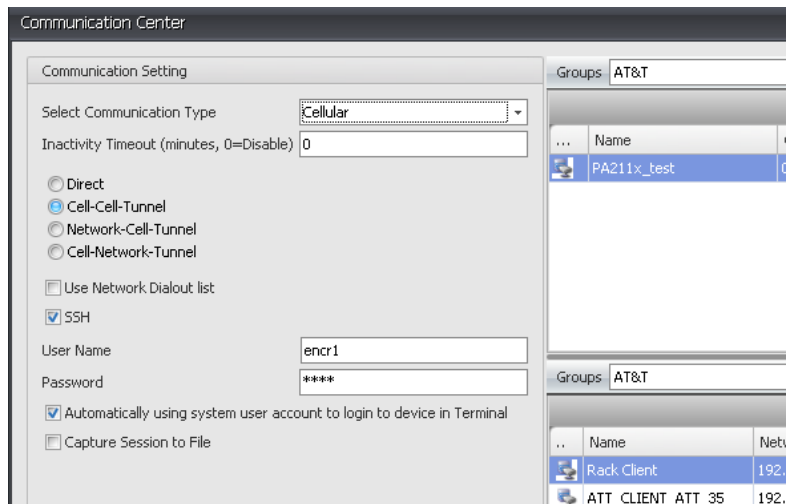 Communication Center
Communication Setting
Select Communication Type Cellular
Inactivity Timeout (minutes, 0=Disable) 0
Direct
Cell-Cell-Tunnel
Network-Cell-Tunnel
Cell-Network-Tunnel
Use Network Dialout list
SSH
User Name encr1
Password ****
Automatically using system user account to login to device in Terminal
Capture Session to File
Groups AT&T
... Name
PA211x_test
Groups AT&T
.. Name
Rack Client 192.
ATT CLIENT ATT 35 192.